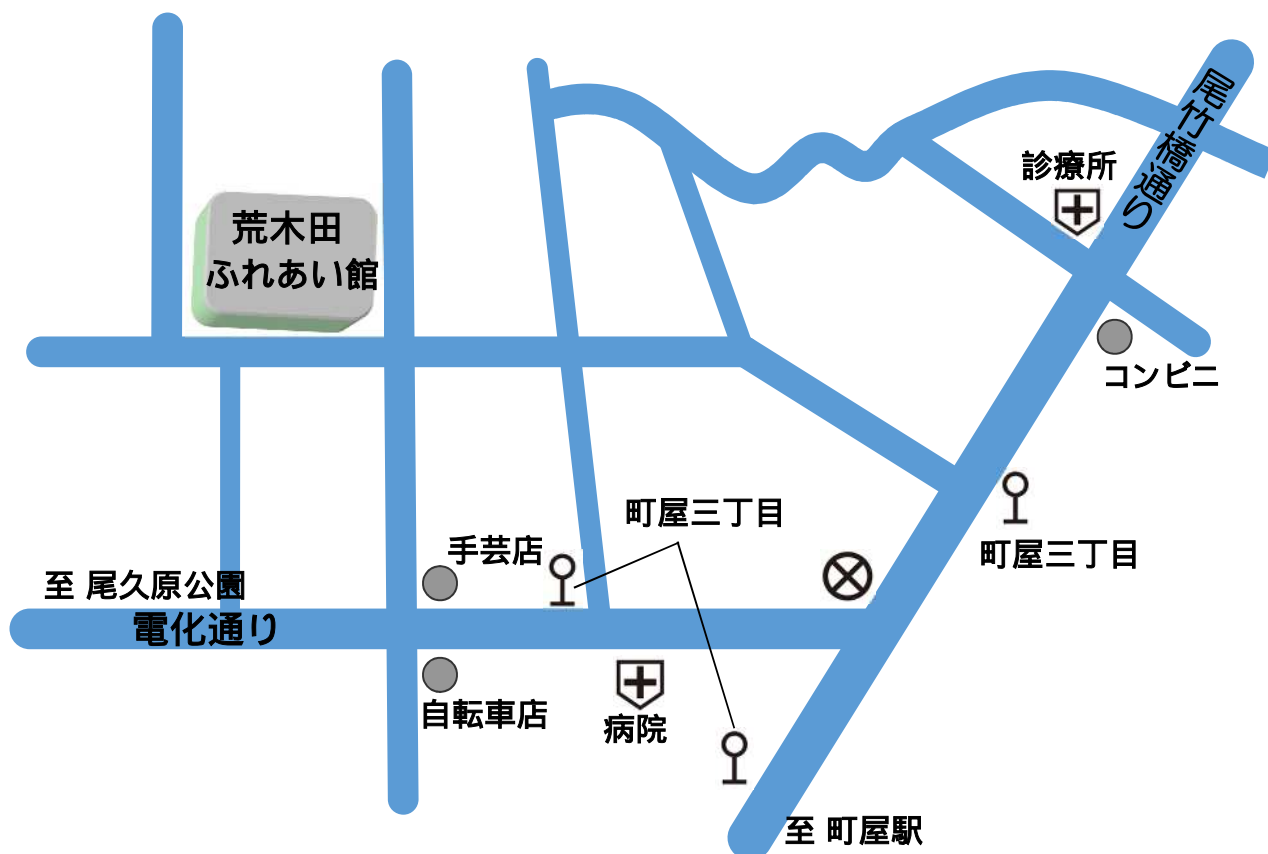 尾竹橋通り
診療所
荒木田
ふれあい館
コンビニ
町屋三丁目
手芸店
町屋三丁目
至 尾久原公園
電化通り
自転車店
病院
至 町屋駅